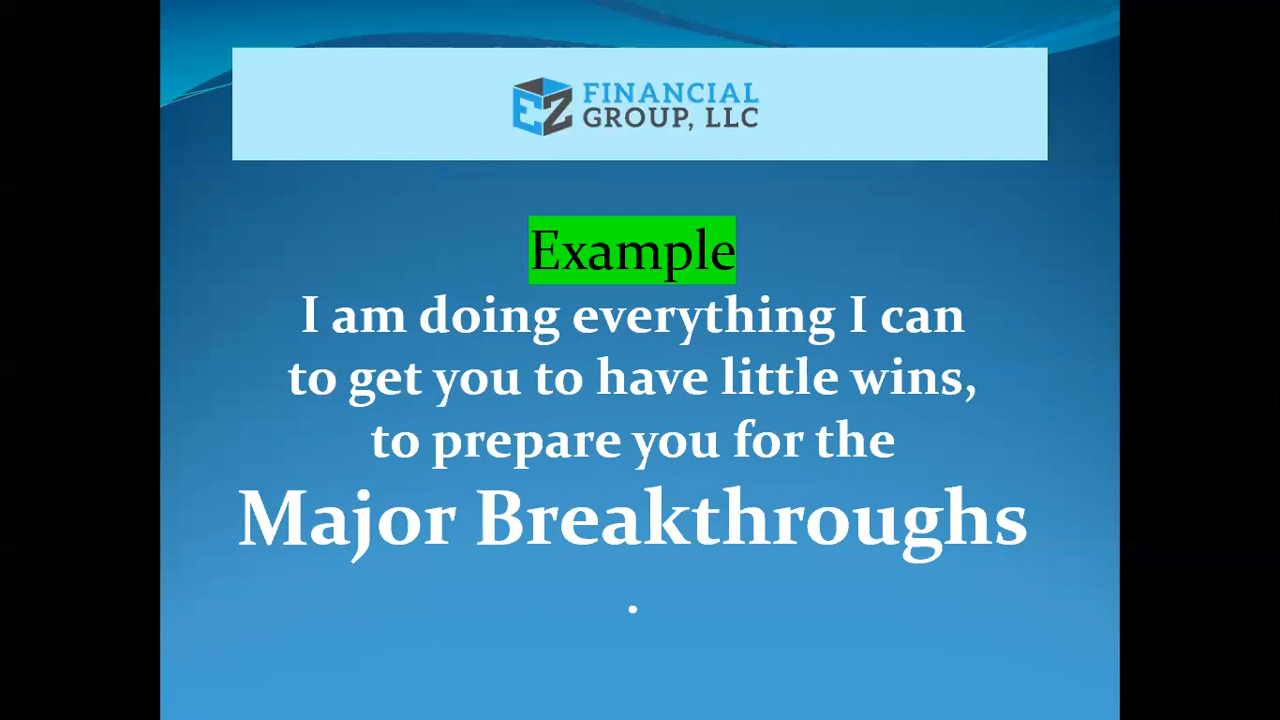 EZ FINANCIAL
GROUP, LLC
Example
I am doing everything I can
to get you to have little wins,
to prepare you for the
Major Breakthroughs
.